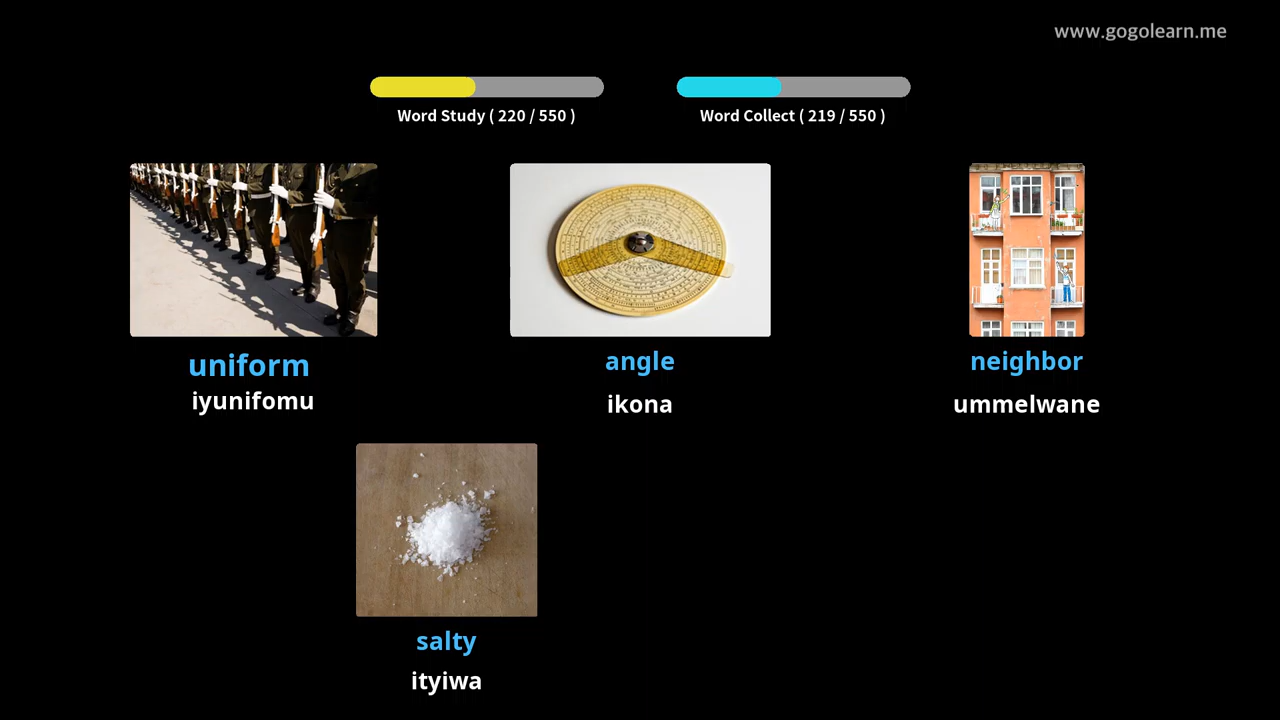 www.gogolearn.me
Word Study ( 220 / 550 )
Word Collect ( 219 / 550 )
uniform
iyunifomu
angle
ikona
neighbor
ummelwane
salty
ityiwa